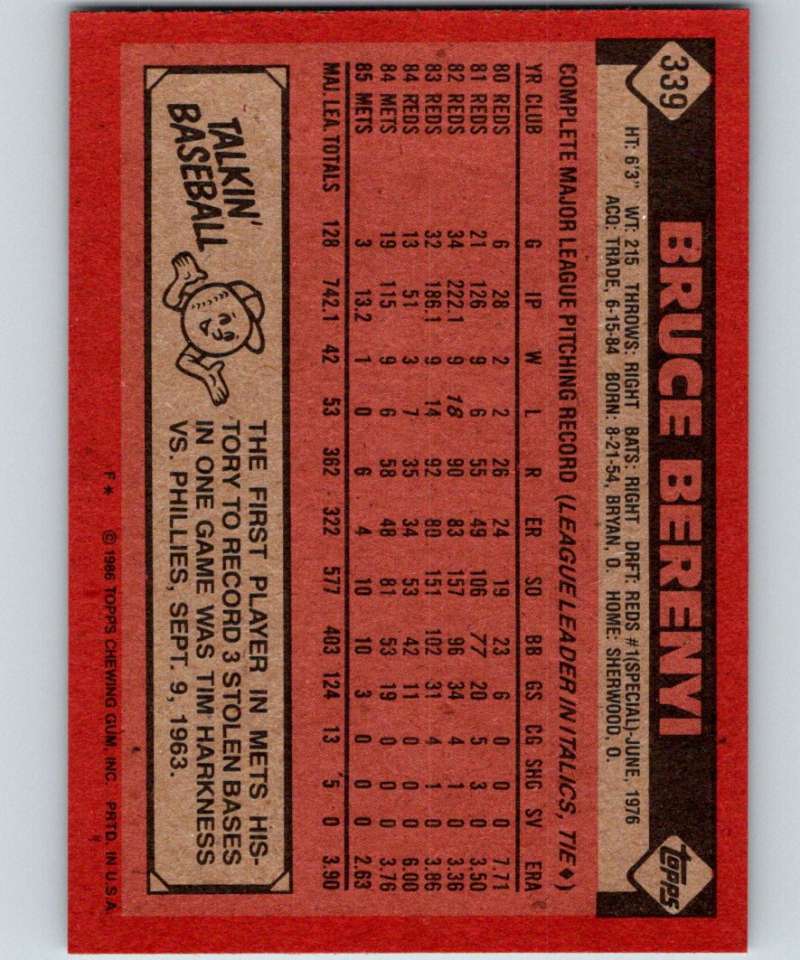 339
BRUCE BERENYI
topps
HT: 6'3" WT: 215 THROWS: RIGHT BATS: RIGHT DRFT: REDS #1(SPECIAL)-JUNE, 1976
ACQ: TRADE, 6-15-84 BORN: 8-21-54, BRYAN, O. HOME: SHERWOOD, O.
COMPLETE MAJOR LEAGUE PITCHING RECORD (LEAGUE LEADER IN ITALICS, TIE♦)
YR CLUB G IP W L R ER SO BB GS CG SHG SV ERA
80 REDS 6 28 2 2 26 24 19 23 6 0 0 0 7.71
81 REDS 21 126 9 6 55 49 106 77 20 5 3 0 3.50
82 REDS 34 222.1 9 18 90 83 157 96 34 4 1 0 3.36
83 REDS 32 186.1 9 14 92 80 151 102 31 4 1 0 3.86
84 REDS 13 51 3 7 35 34 53 42 11 0 0 0 6.00
84 METS 19 115 9 6 58 48 81 53 19 0 0 0 3.76
85 METS 3 13.2 1 0 6 4 10 10 3 0 0 0 2.63
MAJ. LEA. TOTALS 128 742.1 42 53 362 322 577 403 124 13 5 0 3.90
TALKIN'
BASEBALL
THE FIRST PLAYER IN METS HIS-
TORY TO RECORD 3 STOLEN BASES
IN ONE GAME WAS TIM HARKNESS
VS. PHILLIES, SEPT. 9, 1963.
F* © 1986 TOPPS CHEWING GUM, INC. PRTD. IN U.S.A.